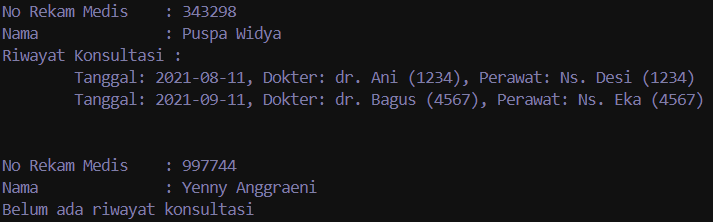 No Rekam Medis    : 343298
Nama              : Puspa Widya
Riwayat Konsultasi :
        Tanggal: 2021-08-11, Dokter: dr. Ani (1234), Perawat: Ns. Desi (1234)
        Tanggal: 2021-09-11, Dokter: dr. Bagus (4567), Perawat: Ns. Eka (4567)
No Rekam Medis    : 997744
Nama              : Yenny Anggraeni
Belum ada riwayat konsultasi